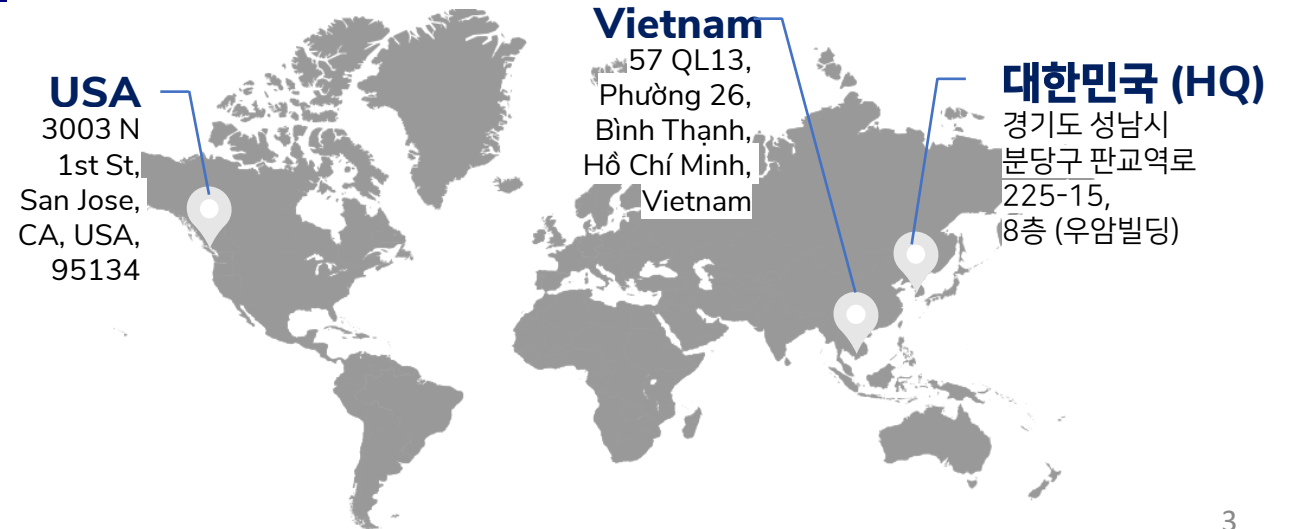 USA
3003 N
1st St,
San Jose,
CA, USA,
95134
Vietnam
57 QL13,
Phường 26,
Bình Thạnh,
Hồ Chí Minh,
Vietnam
대한민국 (HQ)
경기도 성남시
분당구 판교역로
225-15,
8층 (우암빌딩)
3